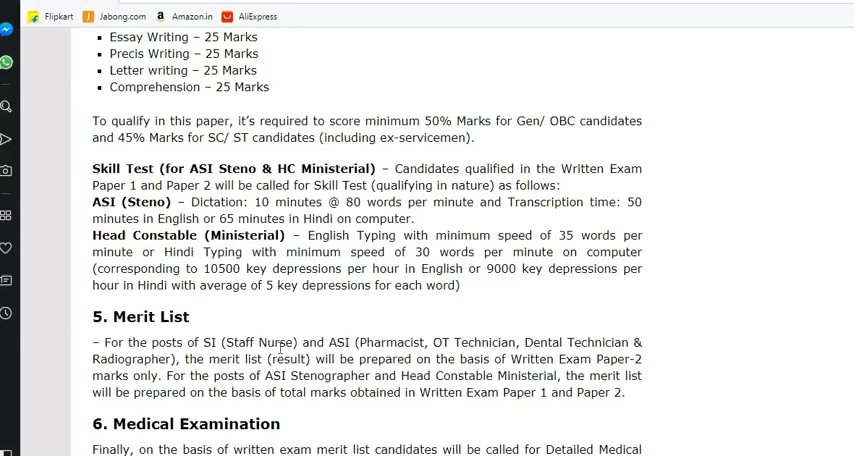 Flipkart Jabong.com Amazon.in AliExpress
Essay Writing – 25 Marks
Precis Writing – 25 Marks
Letter writing – 25 Marks
Comprehension – 25 Marks
To qualify in this paper, it's required to score minimum 50% Marks for Gen/ OBC candidates
and 45% Marks for SC/ ST candidates (including ex-servicemen).
Skill Test (for ASI Steno & HC Ministerial) – Candidates qualified in the Written Exam
Paper 1 and Paper 2 will be called for Skill Test (qualifying in nature) as follows:
ASI (Steno) – Dictation: 10 minutes @ 80 words per minute and Transcription time: 50
minutes in English or 65 minutes in Hindi on computer.
Head Constable (Ministerial) – English Typing with minimum speed of 35 words per
minute or Hindi Typing with minimum speed of 30 words per minute on computer
(corresponding to 10500 key depressions per hour in English or 9000 key depressions per
hour in Hindi with average of 5 key depressions for each word)
5. Merit List
– For the posts of SI (Staff Nurse) and ASI (Pharmacist, OT Technician, Dental Technician &
Radiographer), the merit list (result) will be prepared on the basis of Written Exam Paper-2
marks only. For the posts of ASI Stenographer and Head Constable Ministerial, the merit list
will be prepared on the basis of total marks obtained in Written Exam Paper 1 and Paper 2.
6. Medical Examination
Finally, on the basis of written exam merit list candidates will be called for Detailed Medical